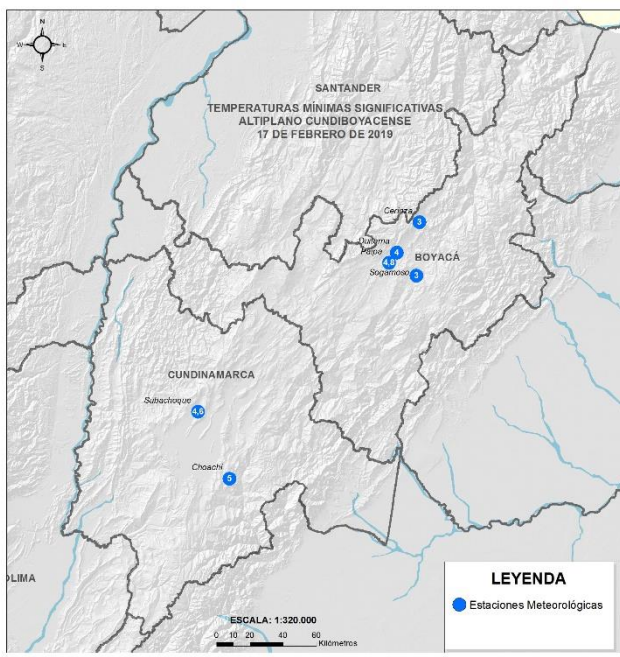 N
W
E
S
SANTANDER
TEMPERATURAS MÍNIMAS SIGNIFICATIVAS
ALTIPLANO CUNDIBOYACENSE
17 DE FEBRERO DE 2019
Cerinza
3
Duitama
4
Paipa
4,8
BOYACÁ
Sogamoso
3
CUNDINAMARCA
Subachoque
4,6
Choachí
5
OLIMA
LEYENDA
Estaciones Meteorológicas
ESCALA: 1:320.000
0 10 20 40 60
Kilómetros